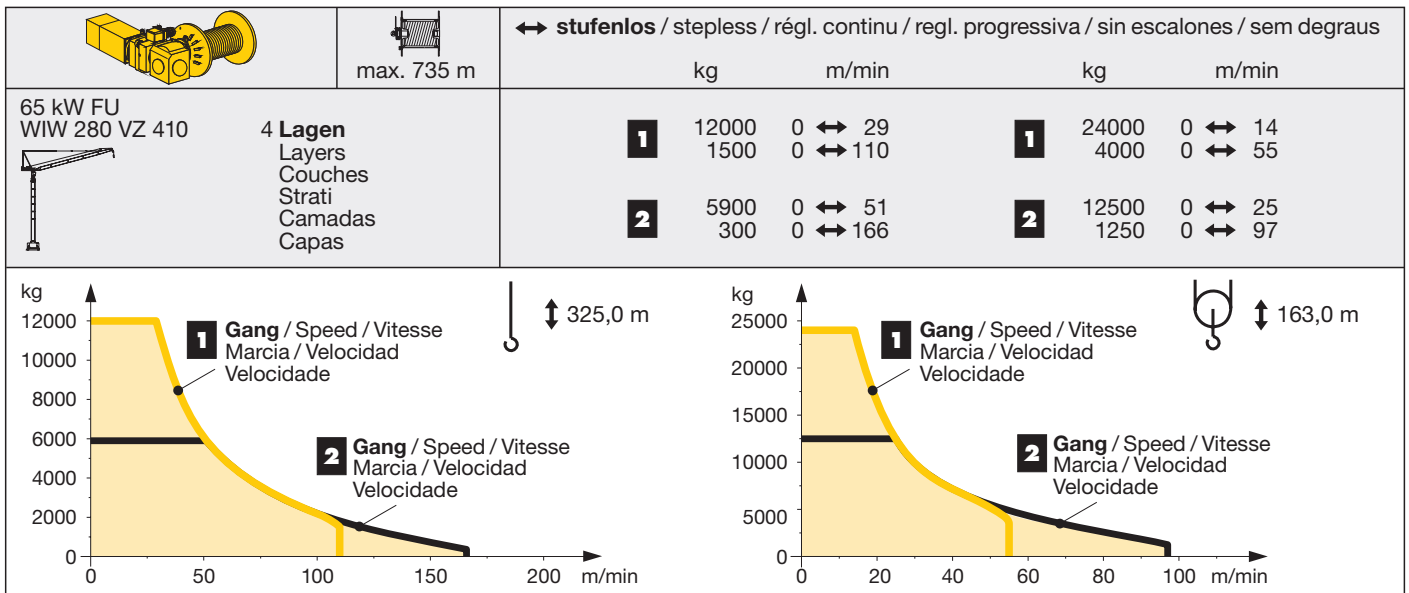 max. 735 m
↔ stufenlos / stepless / régl. continu / regl. progressiva / sin escalones / sem degraus
kg m/min kg m/min
65 kW FU
WIW 280 VZ 410
4 Lagen
Layers
Couches
Strati
Camadas
Capas
1 12000 0 ↔ 29
1500 0 ↔ 110
2 5900 0 ↔ 51
300 0 ↔ 166
1 24000 0 ↔ 14
4000 0 ↔ 55
2 12500 0 ↔ 25
1250 0 ↔ 97
kg
12000
10000
8000
6000
4000
2000
0
0 50 100 150 200 m/min
1 Gang / Speed / Vitesse
Marcia / Velocidad
Velocidade
2 Gang / Speed / Vitesse
Marcia / Velocidad
Velocidade
325,0 m
kg
25000
20000
15000
10000
5000
0
0 20 40 60 80 100 m/min
1 Gang / Speed / Vitesse
Marcia / Velocidad
Velocidade
2 Gang / Speed / Vitesse
Marcia / Velocidad
Velocidade
163,0 m